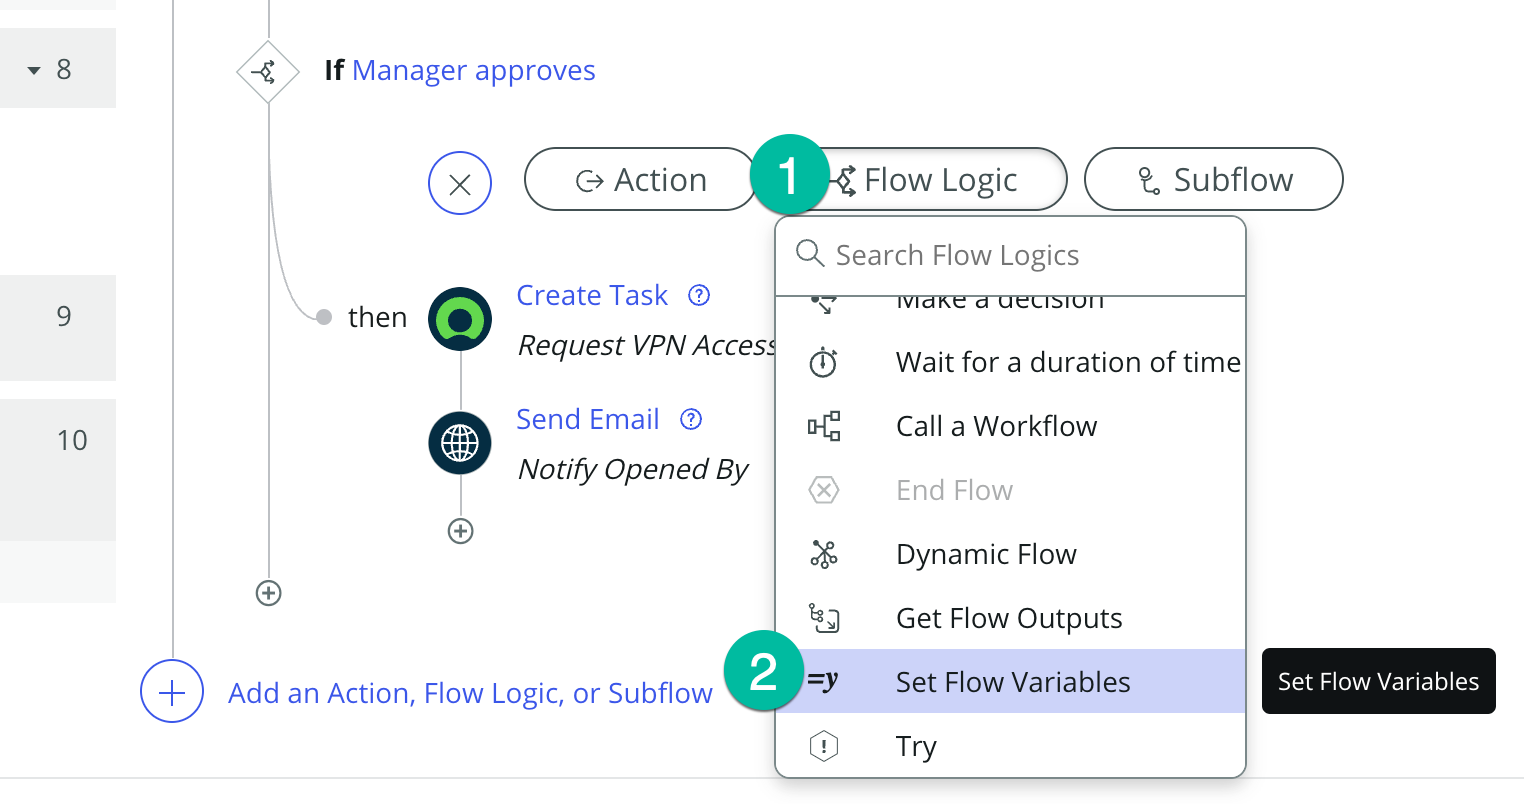 8
If Manager approves
Action
1
Flow Logic
Subflow
Search Flow Logics
Make a decision
9
then
Create Task
Request VPN Access
Wait for a duration of time
10
Send Email
Notify Opened By
Call a Workflow
End Flow
Dynamic Flow
Get Flow Outputs
Add an Action, Flow Logic, or Subflow
2
=y
Set Flow Variables
Set Flow Variables
Try